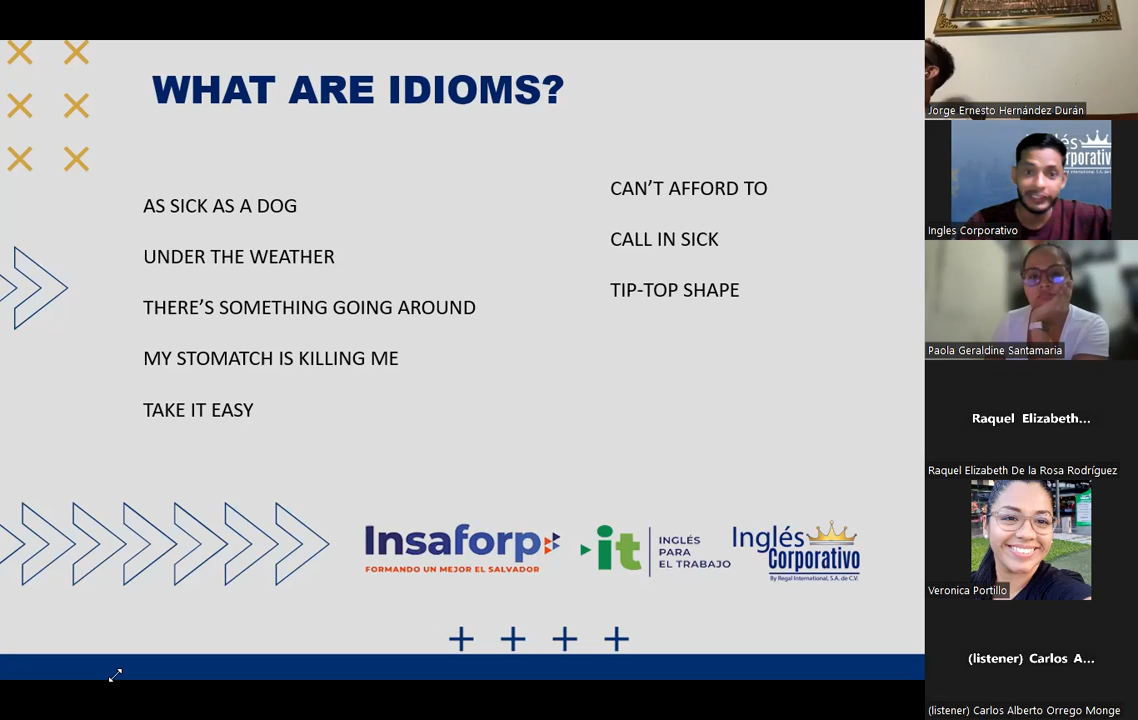 WHAT ARE IDIOMS?
AS SICK AS A DOG
UNDER THE WEATHER
THERE’S SOMETHING GOING AROUND
MY STOMATCH IS KILLING ME
TAKE IT EASY
CAN’T AFFORD TO
CALL IN SICK
TIP-TOP SHAPE
Insaforp
FORMANDO UN MEJOR EL SALVADOR
it
INGLÉS
PARA
EL TRABAJO
Inglés
Corporativo
By Regal International, S.A. de C.V.
Jorge Ernesto Hernández Durán
Ingles Corporativo
Paola Geraldine Santamaria
Raquel Elizabeth...
Raquel Elizabeth De la Rosa Rodríguez
Veronica Portillo
(listener) Carlos A...
(listener) Carlos Alberto Orrego Monge